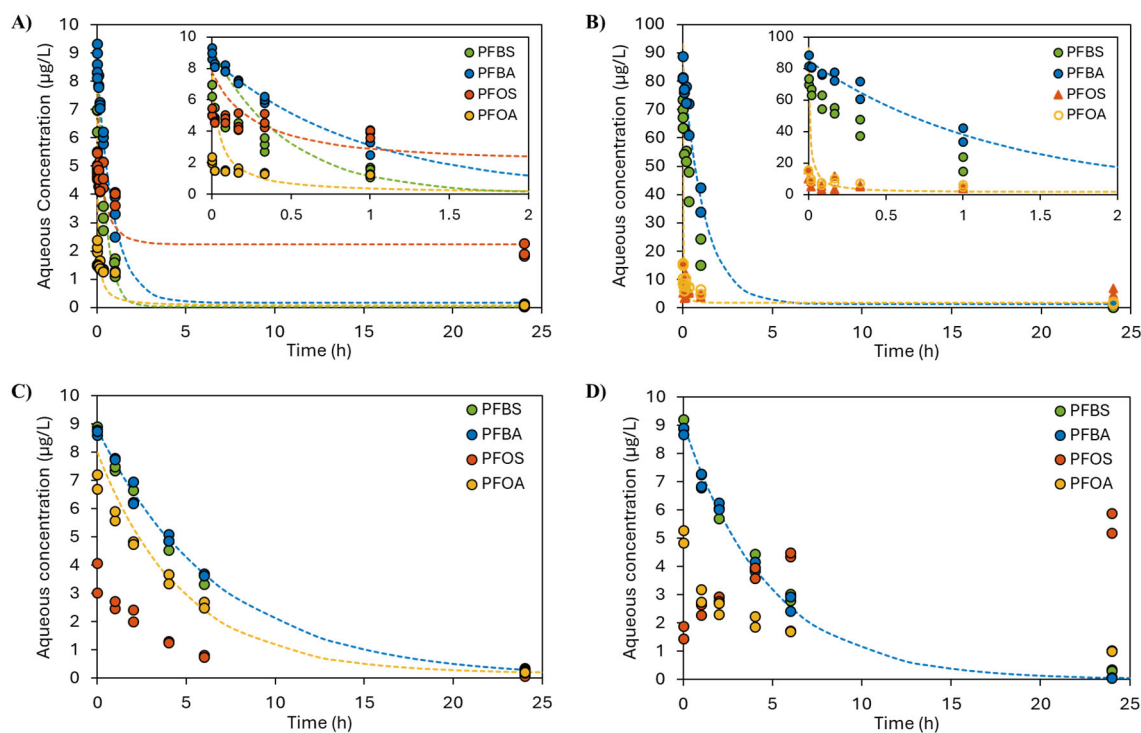 A)
Aqueous Concentration (µg/L)
10
9
8
7
6
5
4
3
2
1
0
0 5 10 15 20 25
Time (h)
10
8
6
4
2
0
0 0.5 1 1.5 2
PFBS
PFBA
PFOS
PFOA
B)
Aqueous concentration (µg/L)
100
90
80
70
60
50
40
30
20
10
0
0 5 10 15 20 25
Time (h)
100
80
60
40
20
0
0 0.5 1 1.5 2
PFBS
PFBA
PFOS
PFOA
C)
Aqueous concentration (µg/L)
10
9
8
7
6
5
4
3
2
1
0
0 5 10 15 20 25
Time (h)
PFBS
PFBA
PFOS
PFOA
D)
Aqueous concentration (µg/L)
10
9
8
7
6
5
4
3
2
1
0
0 5 10 15 20 25
Time (h)
PFBS
PFBA
PFOS
PFOA